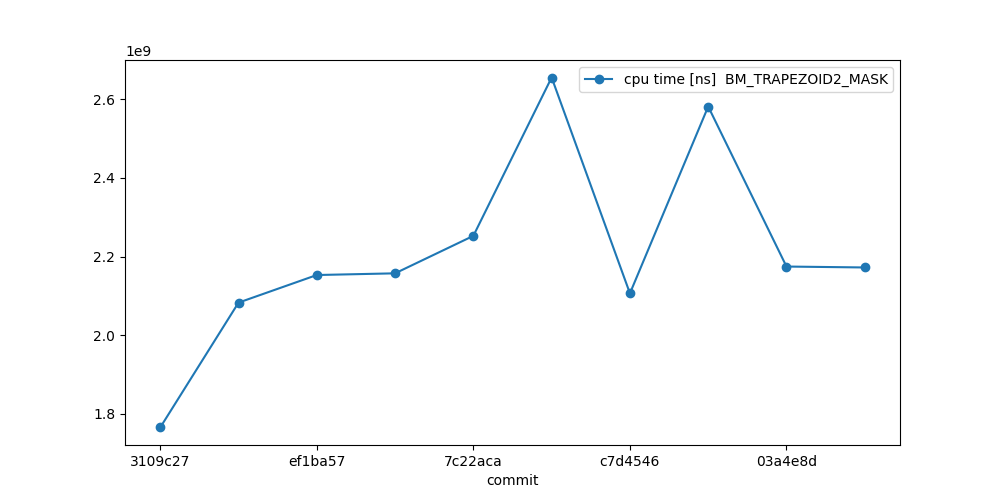 1e9
cpu time [ns]  BM_TRAPEZOID2_MASK
2.6
2.4
2.2
2.0
1.8
3109c27 ef1ba57 7c22aca c7d4546 03a4e8d
commit